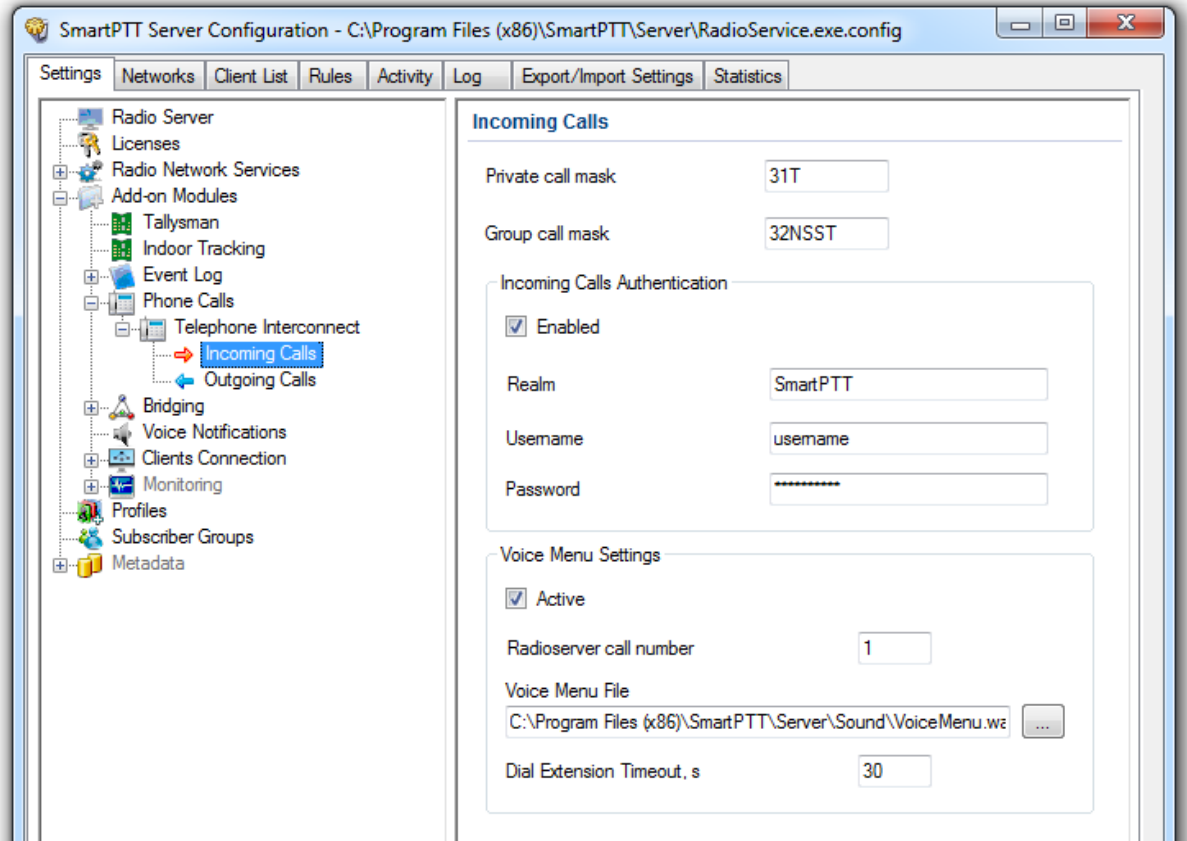 SmartPTT Server Configuration - C:\Program Files (x86)\SmartPTT\Server\RadioService.exe.config
Settings Networks Client List Rules Activity Log Export/Import Settings Statistics
Radio Server
Licenses
Radio Network Services
Add-on Modules
Tallysman
Indoor Tracking
Event Log
Phone Calls
Telephone Interconnect
Incoming Calls
Outgoing Calls
Bridging
Voice Notifications
Clients Connection
Monitoring
Profiles
Subscriber Groups
Metadata
Incoming Calls
Private call mask 31T
Group call mask 32NSST
Incoming Calls Authentication
Enabled
Realm SmartPTT
Username username
Password **********
Voice Menu Settings
Active
Radioserver call number 1
Voice Menu File
C:\Program Files (x86)\SmartPTT\Server\Sound\VoiceMenu.wa ...
Dial Extension Timeout, s 30